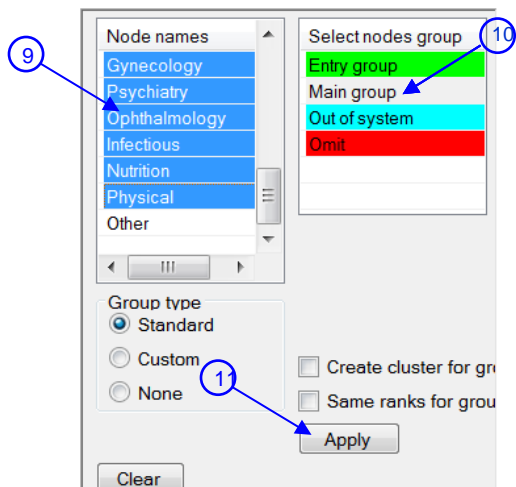 Node names
Gynecology
Psychiatry
Ophthalmology
Infectious
Nutrition
Physical
Other
9
Select nodes group
Entry group
Main group
Out of system
Omit
10
Group type
Standard
Custom
None
11
Create cluster for gr
Same ranks for grou
Apply
Clear